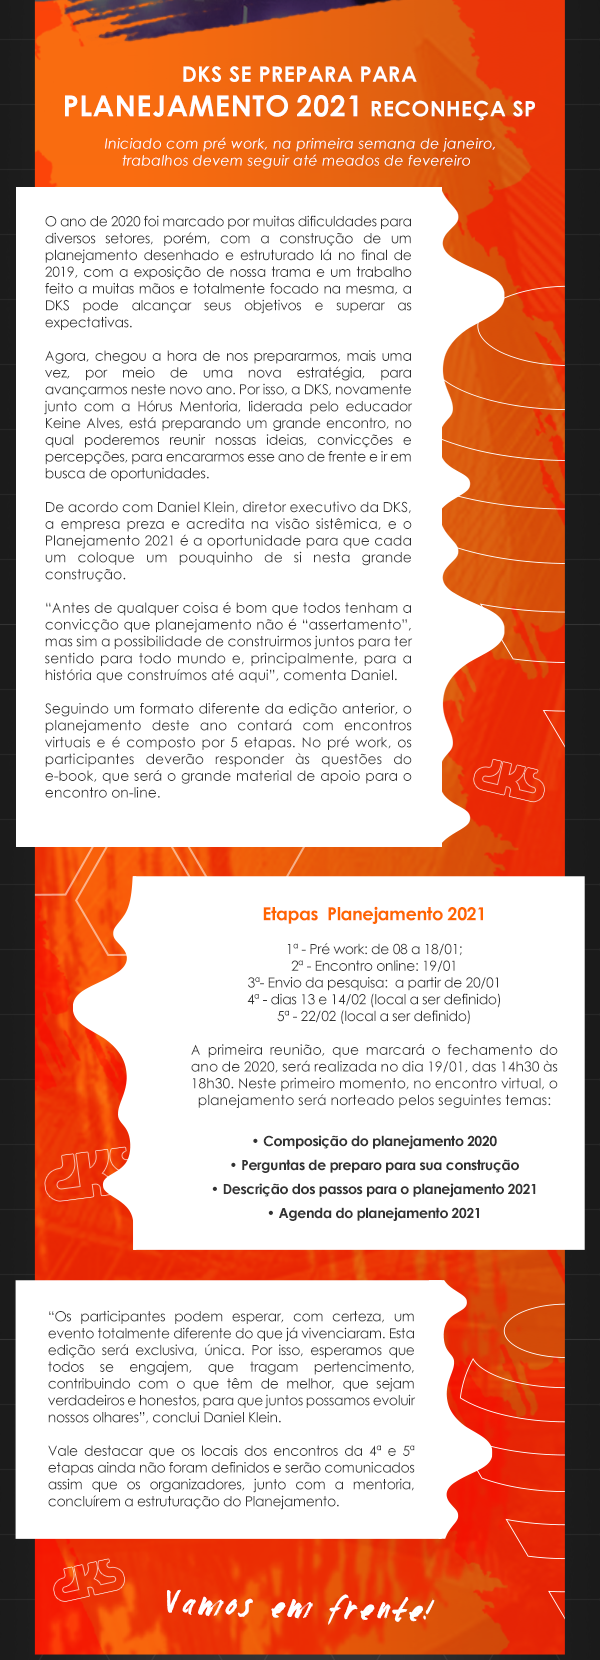 DKS SE PREPARA PARA
PLANEJAMENTO 2021 RECONHEÇA SP
Iniciado com pré work, na primeira semana de janeiro,
trabalhos devem seguir até meados de fevereiro
O ano de 2020 foi marcado por muitas dificuldades para
diversos setores, porém, com a construção de um
planejamento desenhado e estruturado lá no final de
2019, com a exposição de nossa trama e um trabalho
feito a muitas mãos e totalmente focado na mesma, a
DKS pode alcançar seus objetivos e superar as
expectativas.
Agora, chegou a hora de nos prepararmos, mais uma
vez, por meio de uma nova estratégia, para
avançarmos neste novo ano. Por isso, a DKS, novamente
junto com a Hórus Mentoria, liderada pelo educador
Keine Alves, está preparando um grande encontro, no
qual poderemos reunir nossas ideias, convicções e
percepções, para encararmos esse ano de frente e ir em
busca de oportunidades.
De acordo com Daniel Klein, diretor executivo da DKS,
a empresa preza e acredita na visão sistêmica, e o
Planejamento 2021 é a oportunidade para que cada
um coloque um pouquinho de si nesta grande
construção.
“Antes de qualquer coisa é bom que todos tenham a
convicção que planejamento não é “assertamento”,
mas sim a possibilidade de construirmos juntos para ter
sentido para todo mundo e, principalmente, para a
história que construímos até aqui”, comenta Daniel.
Seguindo um formato diferente da edição anterior, o
planejamento deste ano contará com encontros
virtuais e é composto por 5 etapas. No pré work, os
participantes deverão responder às questões do
e-book, que será o grande material de apoio para o
encontro on-line.
DKS
Etapas Planejamento 2021
1ª - Pré work: de 08 a 18/01;
2ª - Encontro online: 19/01
3ª- Envio da pesquisa: a partir de 20/01
4ª - dias 13 e 14/02 (local a ser definido)
5ª - 22/02 (local a ser definido)
A primeira reunião, que marcará o fechamento do
ano de 2020, será realizada no dia 19/01, das 14h30 às
18h30. Neste primeiro momento, no encontro virtual, o
planejamento será norteado pelos seguintes temas:
• Composição do planejamento 2020
• Perguntas de preparo para sua construção
• Descrição dos passos para o planejamento 2021
• Agenda do planejamento 2021
DKS
“Os participantes podem esperar, com certeza, um
evento totalmente diferente do que já vivenciaram. Esta
edição será exclusiva, única. Por isso, esperamos que
todos se engajem, que tragam pertencimento,
contribuindo com o que têm de melhor, que sejam
verdadeiros e honestos, para que juntos possamos evoluir
nossos olhares”, conclui Daniel Klein.
Vale destacar que os locais dos encontros da 4ª e 5ª
etapas ainda não foram definidos e serão comunicados
assim que os organizadores, junto com a mentoria,
concluírem a estruturação do Planejamento.
DKS
Vamos em frente!